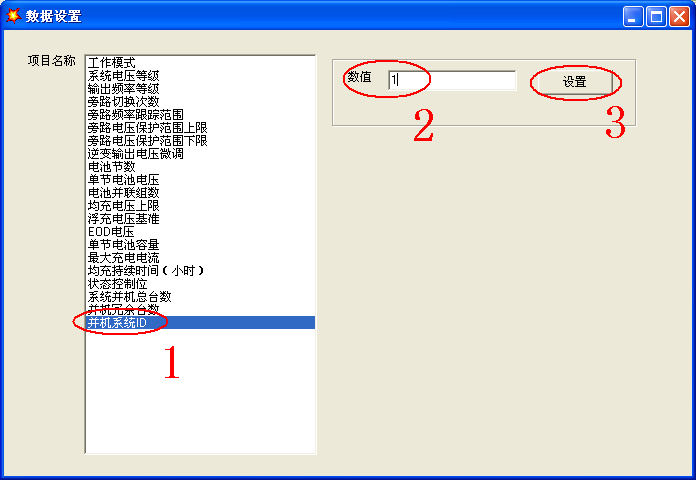 数据设置
项目名称
工作模式
系统电压等级
输出频率等级
旁路切换次数
旁路频率跟踪范围
旁路电压保护范围上限
旁路电压保护范围下限
逆变输出电压微调
电池节数
单节电池电压
电池并联组数
均充电压上限
浮充电压基准
EOD电压
单节电池容量
最大充电电流
均充持续时间(小时)
状态控制位
系统并机总台数
并机冗余台数
并机系统ID
数值
1
设置
1
2
3